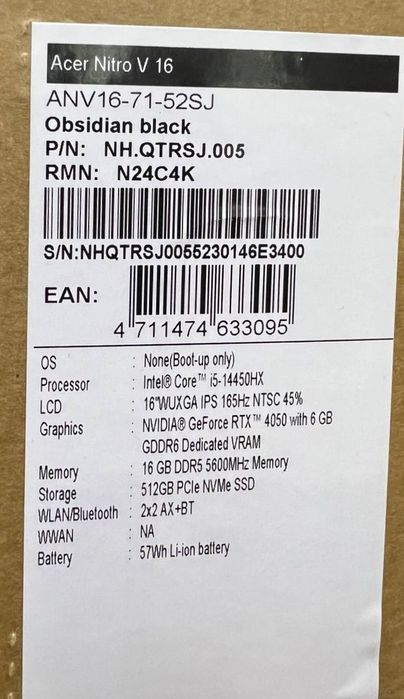 Acer Nitro V 16
ANV16-71-52SJ
Obsidian black
P/N: NH.QTRSJ.005
RMN: N24C4K
S/N:NHQTRSJ0055230146E3400
EAN:
4 711474 633095
OS : None(Boot-up only)
Processor : Intel® Core™ i5-14450HX
LCD : 16"WUXGA IPS 165Hz NTSC 45%
Graphics : NVIDIA® GeForce RTX™ 4050 with 6 GB
GDDR6 Dedicated VRAM
Memory : 16 GB DDR5 5600MHz Memory
Storage : 512GB PCIe NVMe SSD
WLAN/Bluetooth : 2x2 AX+BT
WWAN : NA
Battery : 57Wh Li-ion battery